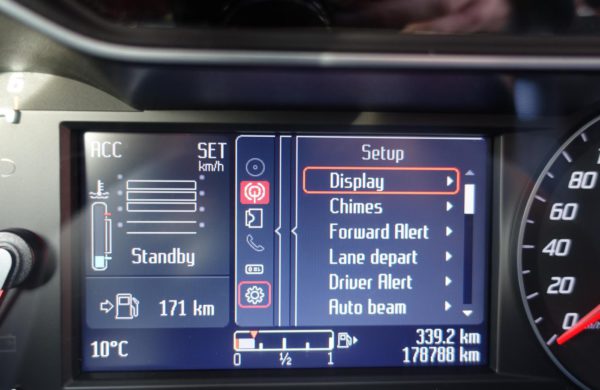 6
ACC SET
km/h
Standby
171 km
10°C
Setup
Display
Chimes
Forward Alert
Lane depart
Driver Alert
Auto beam
0 ½ 1
339.2 km
178788 km
80
60
40
20
0